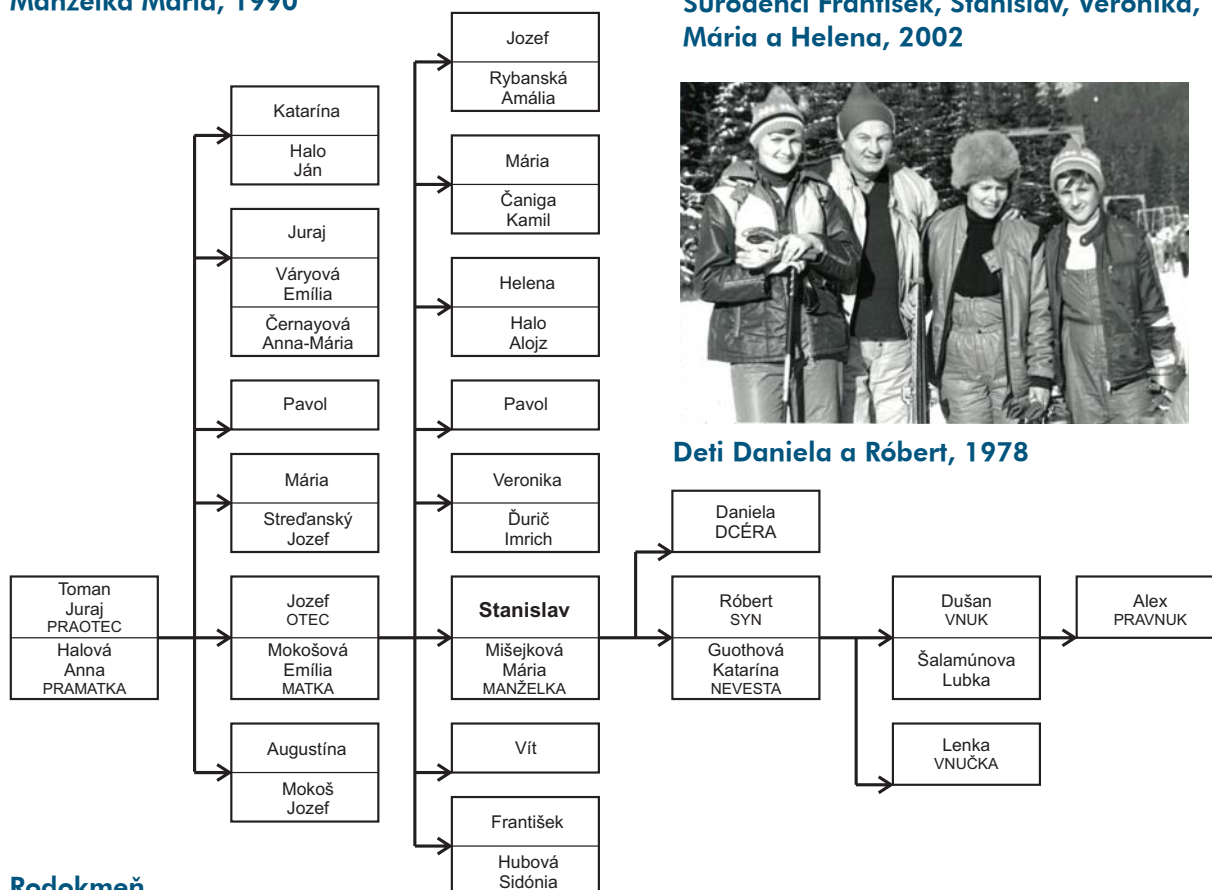 Manželka Mária, 1990
Súrodenci František, Stanislav, Veronika,
Mária a Helena, 2002
Deti Daniela a Róbert, 1978
Toman
Juraj
PRAOTEC
Halová
Anna
PRAMATKA
Katarína
Halo
Ján
Juraj
Váryová
Emília
Černayová
Anna-Mária
Pavol
Mária
Streďanský
Jozef
Jozef
OTEC
Mokošová
Emília
MATKA
Augustína
Mokoš
Jozef
Jozef
Rybanská
Amália
Mária
Čaniga
Kamil
Helena
Halo
Alojz
Pavol
Veronika
Ďurič
Imrich
Stanislav
Mišejková
Mária
MANŽELKA
Vít
František
Hubová
Sidónia
Daniela
DCÉRA
Róbert
SYN
Guothová
Katarína
NEVESTA
Dušan
VNUK
Šalamúnova
Lubka
Lenka
VNUČKA
Alex
PRAVNUK
Rodokmeň